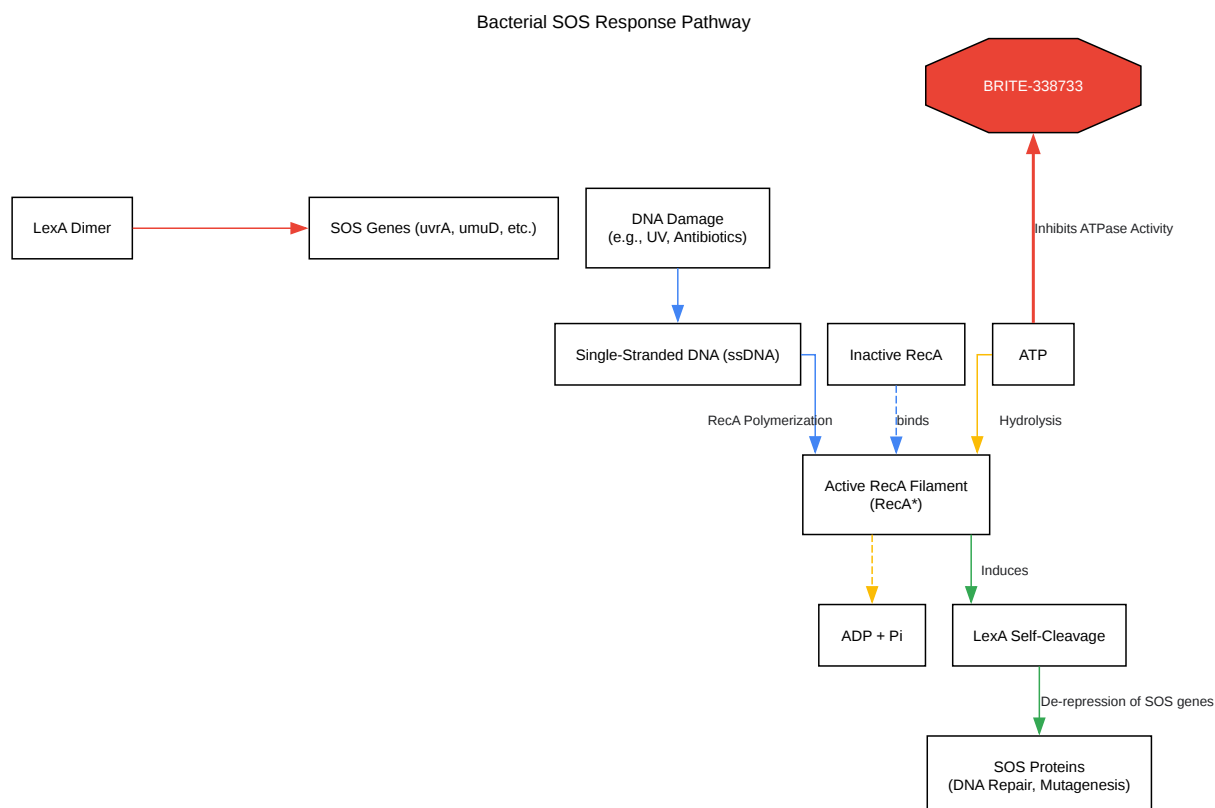 Bacterial SOS Response Pathway
BRITE-338733
LexA Dimer
SOS Genes (uvrA, umuD, etc.)
DNA Damage
(e.g., UV, Antibiotics)
Inhibits ATPase Activity
Single-Stranded DNA (ssDNA)
Inactive RecA
ATP
RecA Polymerization
binds
Hydrolysis
Active RecA Filament
(RecA*)
Induces
ADP + Pi
LexA Self-Cleavage
De-repression of SOS genes
SOS Proteins
(DNA Repair, Mutagenesis)